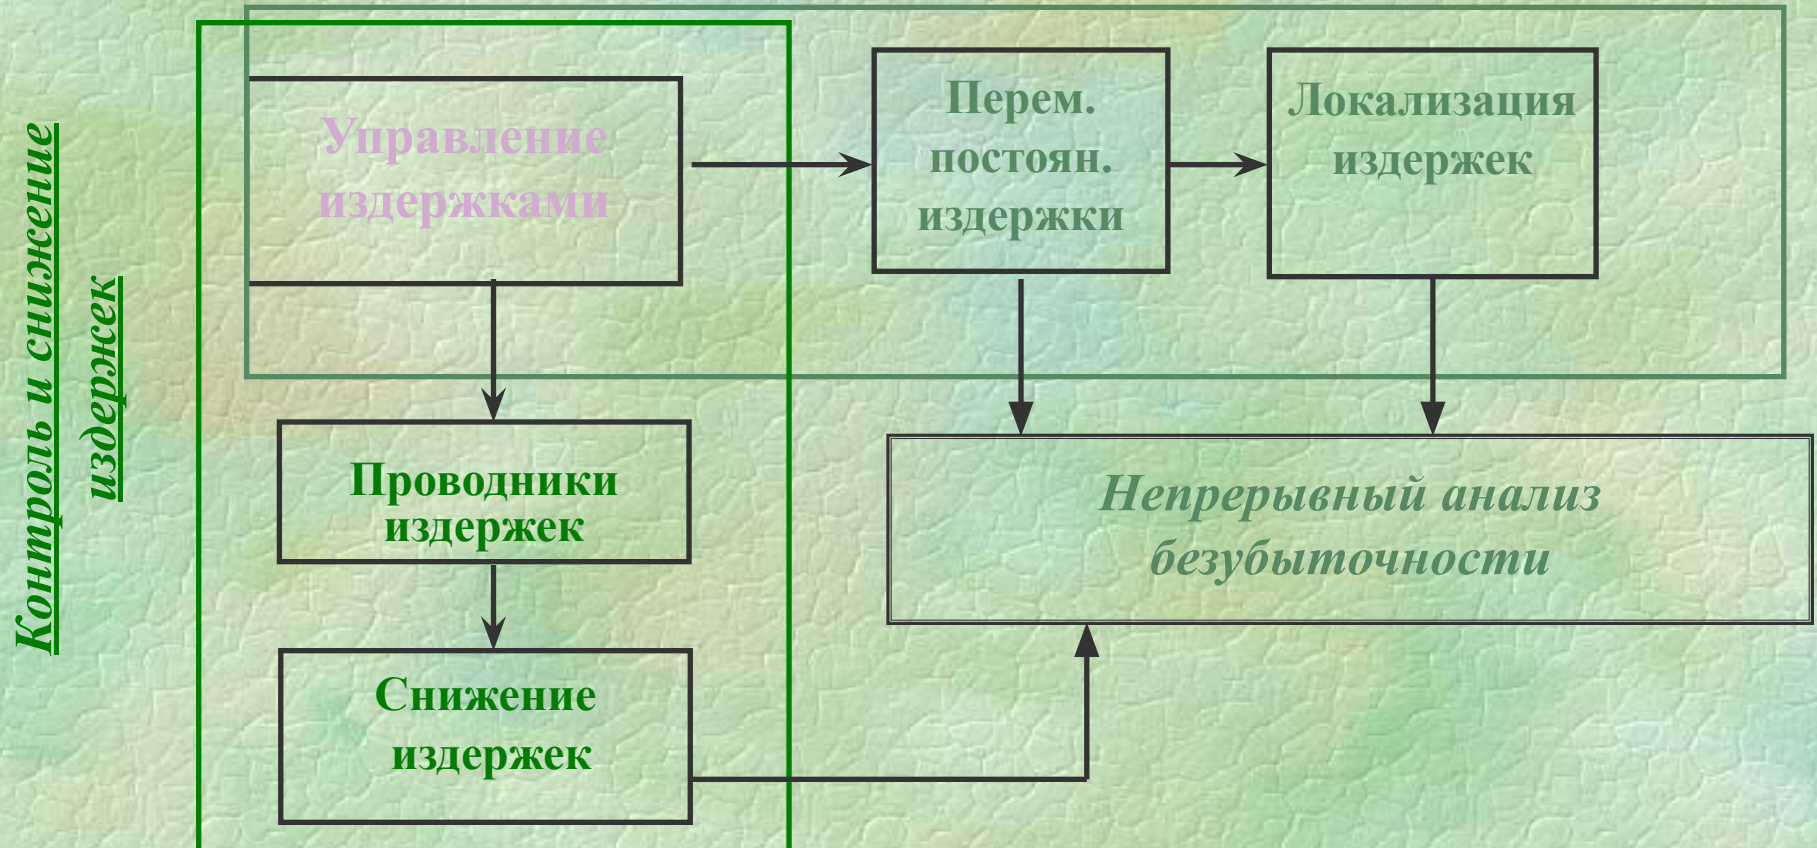 Контроль и снижение
издержек
Управление
издержками
Перем.
постоян.
издержки
Локализация
издержек
Проводники
издержек
Непрерывный анализ
безубыточности
Снижение
издержек